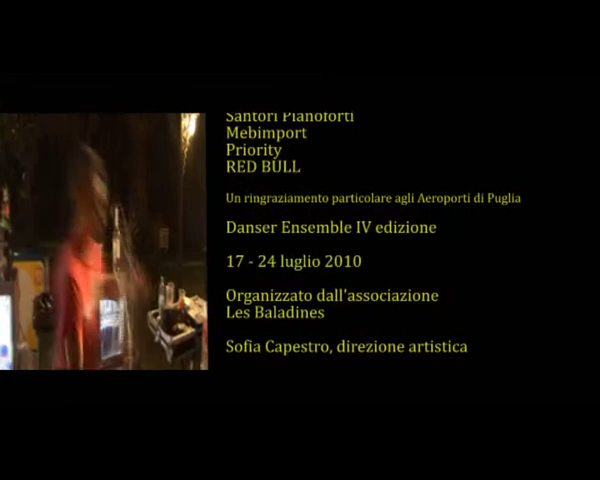 Santori Pianoforti
Mebimport
Priority
RED BULL
Un ringraziamento particolare agli Aeroporti di Puglia
Danser Ensemble IV edizione
17 - 24 luglio 2010
Organizzato dall'associazione
Les Baladines
Sofia Capestro, direzione artistica